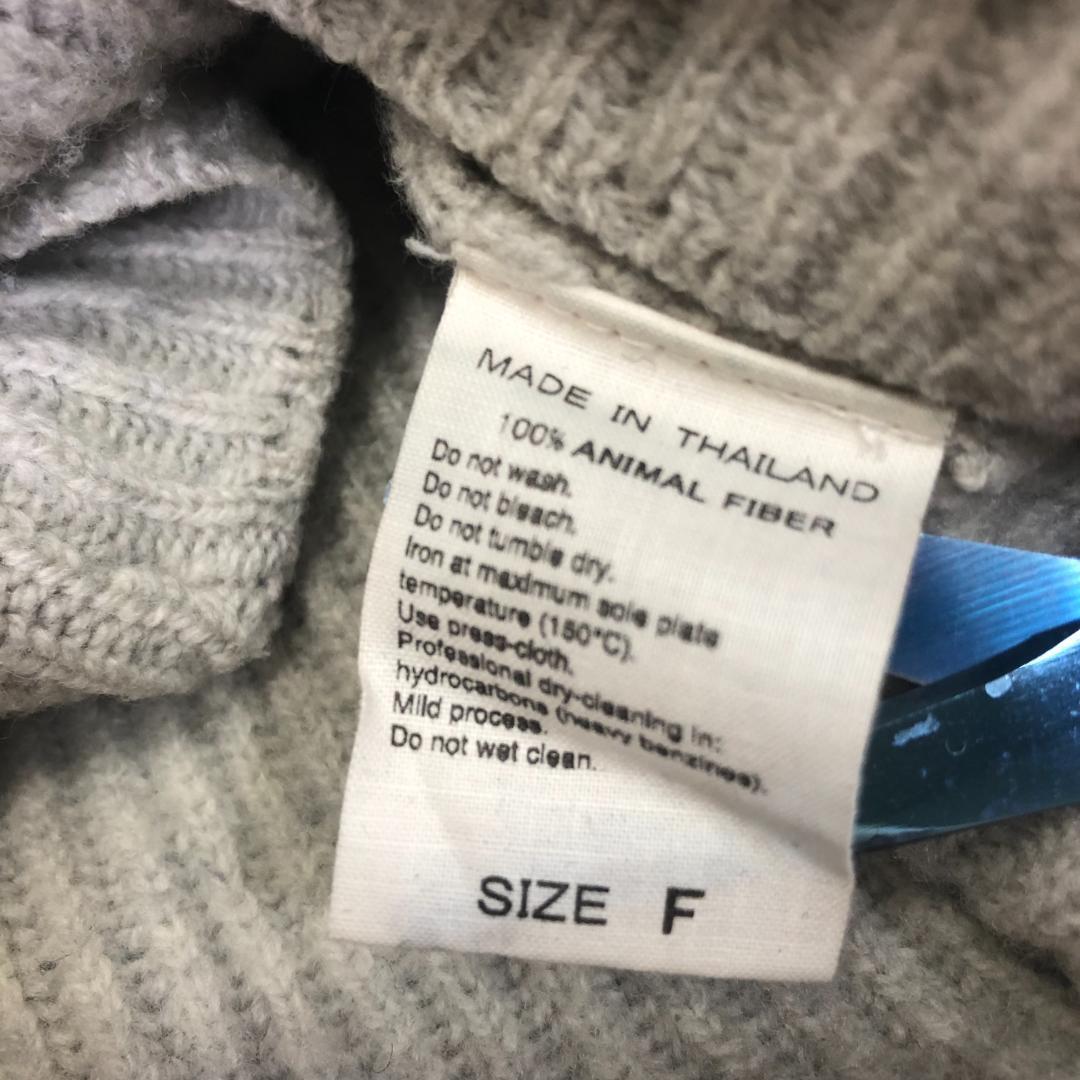 MADE IN THAILAND
100% ANIMAL FIBER
Do not wash.
Do not bleach.
Do not tumble dry.
Iron at maximum sole plate
temperature (150°C).
Use press-cloth.
Professional dry-cleaning in:
hydrocarbons (heavy benzines).
Mild process.
Do not wet clean.
SIZE F